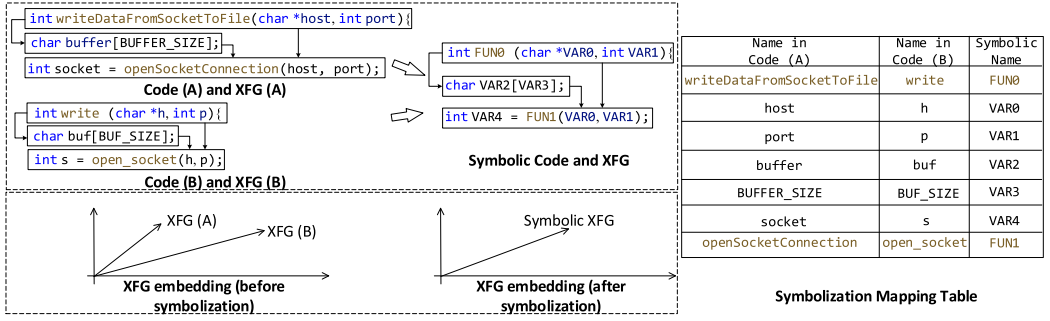 int writeDataFromSocketToFile(char *host, int port){
char buffer[BUFFER_SIZE];
int socket = openSocketConnection(host, port);
Code (A) and XFG (A)
int write (char *h, int p){
char buf[BUF_SIZE];
int s = open_socket(h, p);
Code (B) and XFG (B)
int FUN0 (char *VAR0, int VAR1){
char VAR2[VAR3];
int VAR4 = FUN1(VAR0, VAR1);
Symbolic Code and XFG
XFG (A)
XFG (B)
XFG embedding (before
symbolization)
Symbolic XFG
XFG embedding (after
symbolization)
Name in Code (A) Name in Code (B) Symbolic Name
writeDataFromSocketToFile write FUN0
host h VAR0
port p VAR1
buffer buf VAR2
BUFFER_SIZE BUF_SIZE VAR3
socket s VAR4
openSocketConnection open_socket FUN1
Symbolization Mapping Table